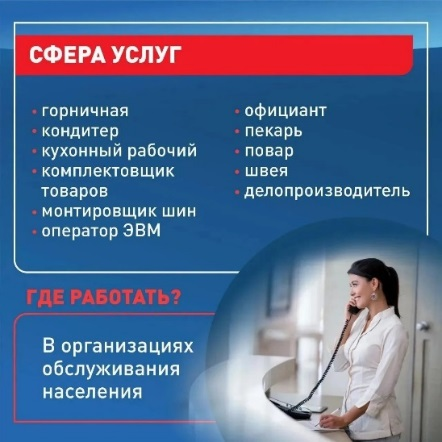 СФЕРА УСЛУГ
• горничная
• кондитер
• кухонный рабочий
• комплектовщик
товаров
• монтировщик шин
• оператор ЭВМ
• официант
• пекарь
• повар
• швея
• делопроизводитель
ГДЕ РАБОТАТЬ?
В организациях
обслуживания
населения